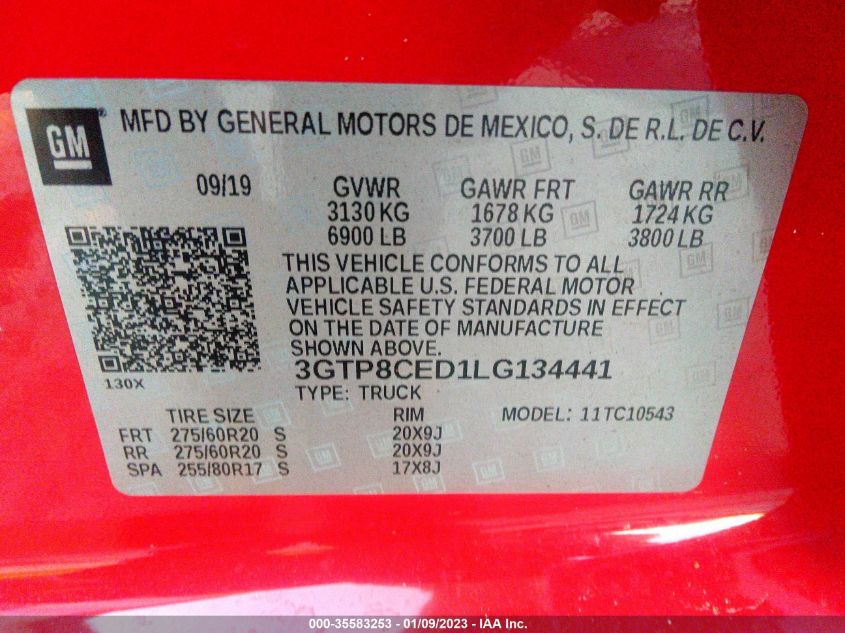 GM
MFD BY GENERAL MOTORS DE MEXICO, S. DE R.L. DE C.V.
09/19 GVWR GAWR FRT GAWR RR
3130 KG 1678 KG 1724 KG
6900 LB 3700 LB 3800 LB
THIS VEHICLE CONFORMS TO ALL
APPLICABLE U.S. FEDERAL MOTOR
VEHICLE SAFETY STANDARDS IN EFFECT
ON THE DATE OF MANUFACTURE
SHOWN ABOVE.
130X
3GTP8CED1LG134441
TYPE: TRUCK
TIRE SIZE RIM MODEL: 11TC10543
FRT 275/60R20 S 20X9J
RR 275/60R20 S 20X9J
SPA 255/80R17 S 17X8J
000-35583253 - 01/09/2023 - IAA Inc.